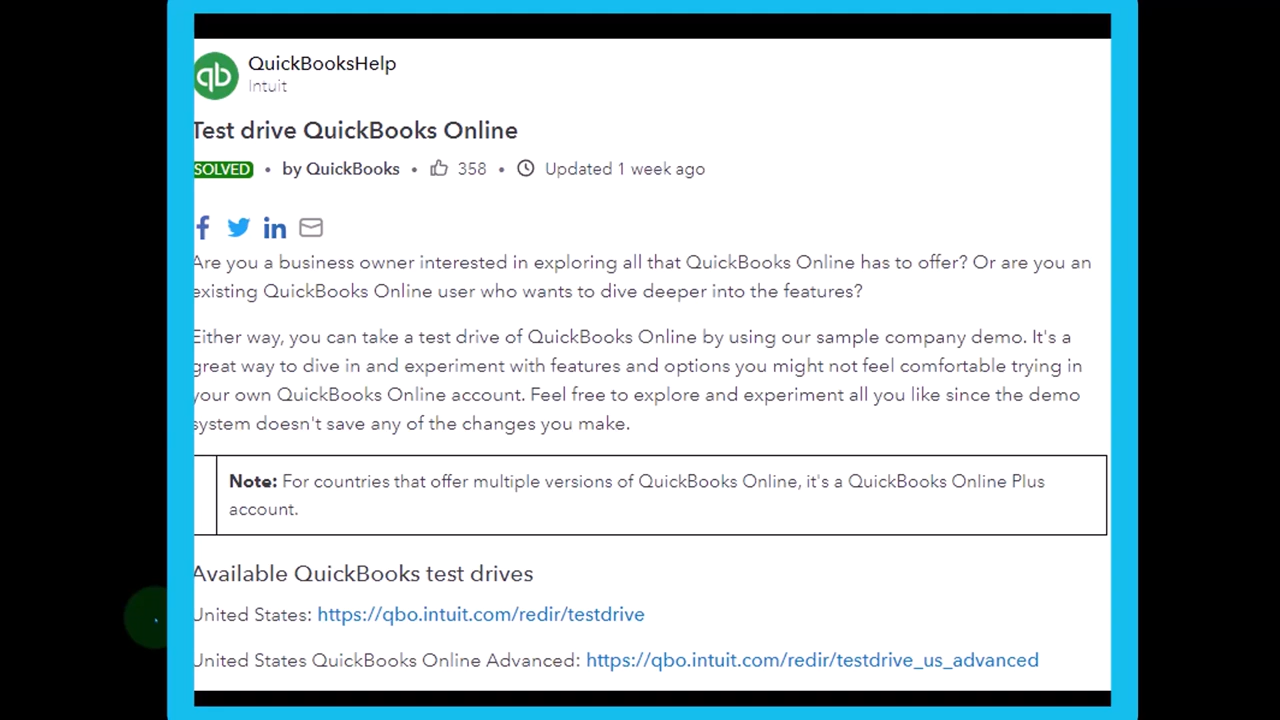 qb
QuickBooksHelp
Intuit
Test drive QuickBooks Online
SOLVED • by QuickBooks • 358 • Updated 1 week ago
f in
Are you a business owner interested in exploring all that QuickBooks Online has to offer? Or are you an
existing QuickBooks Online user who wants to dive deeper into the features?
Either way, you can take a test drive of QuickBooks Online by using our sample company demo. It's a
great way to dive in and experiment with features and options you might not feel comfortable trying in
your own QuickBooks Online account. Feel free to explore and experiment all you like since the demo
system doesn't save any of the changes you make.
Note: For countries that offer multiple versions of QuickBooks Online, it's a QuickBooks Online Plus
account.
Available QuickBooks test drives
United States: https://qbo.intuit.com/redir/testdrive
United States QuickBooks Online Advanced: https://qbo.intuit.com/redir/testdrive_us_advanced